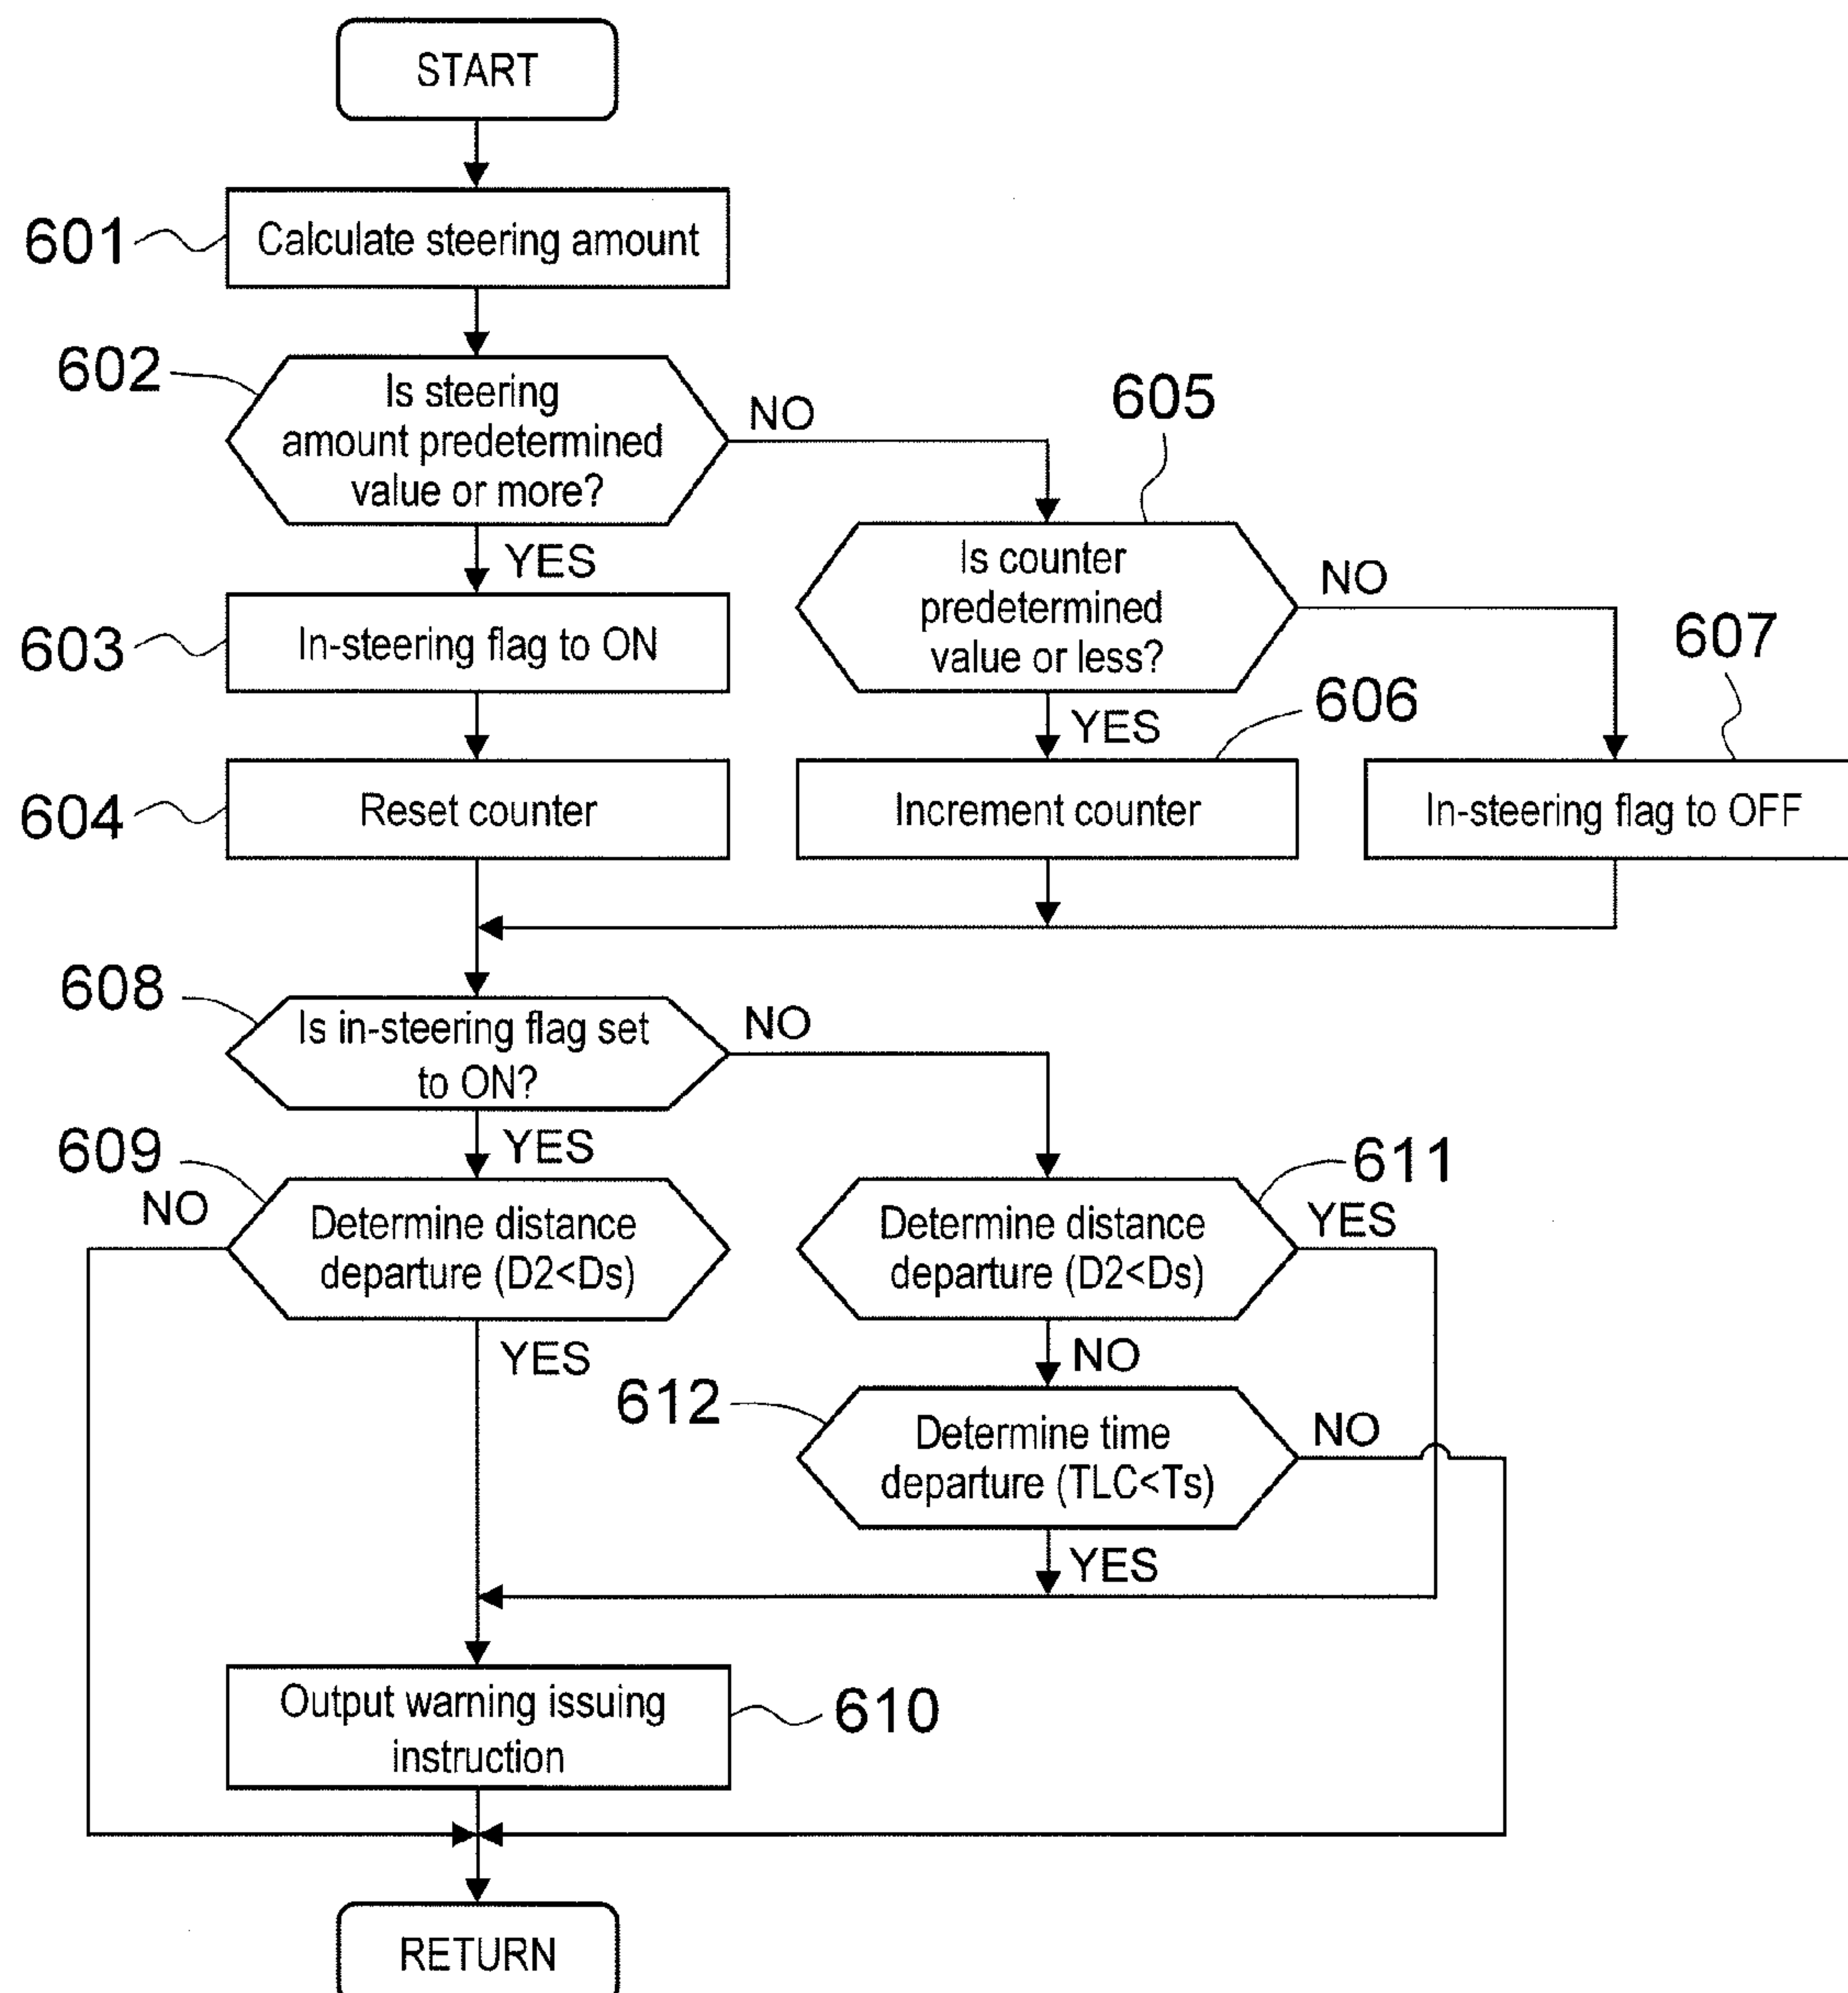 START
601
Calculate steering amount
602
Is steering
amount predetermined
value or more?
NO
605
YES
Is counter
predetermined
value or less?
NO
607
603
In-steering flag to ON
YES
606
604
Reset counter
Increment counter
In-steering flag to OFF
608
Is in-steering flag set
to ON?
NO
609
YES
611
NO
Determine distance
departure (D2<Ds)
Determine distance
departure (D2<Ds)
YES
YES
NO
612
Determine time
departure (TLC<Ts)
NO
YES
Output warning issuing
instruction
610
RETURN